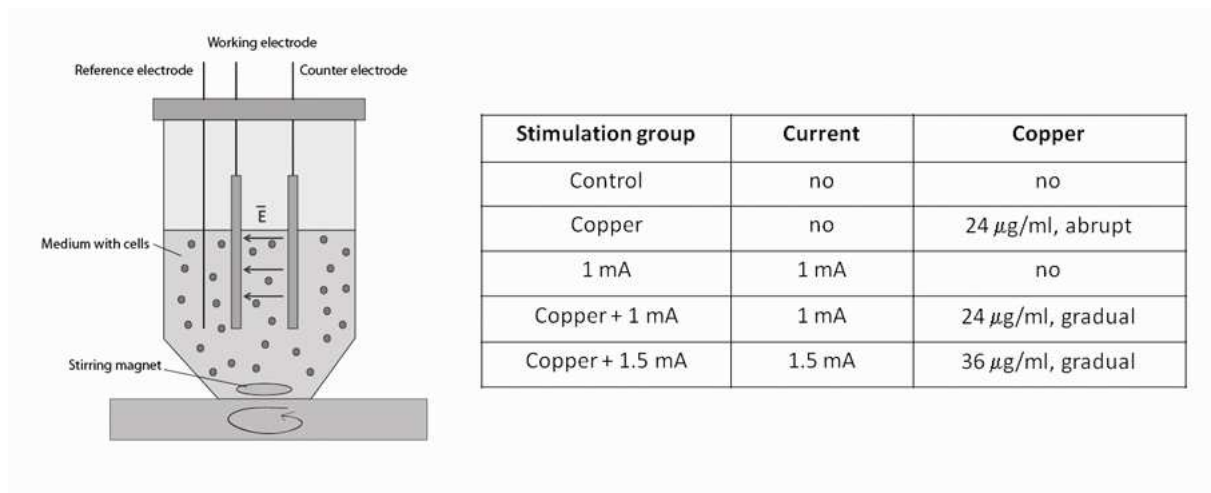 Working electrode
Reference electrode
Counter electrode
E
Medium with cells
Stirring magnet
Stimulation group Current Copper
Control no no
Copper no 24 µg/ml, abrupt
1 mA 1 mA no
Copper + 1 mA 1 mA 24 µg/ml, gradual
Copper + 1.5 mA 1.5 mA 36 µg/ml, gradual